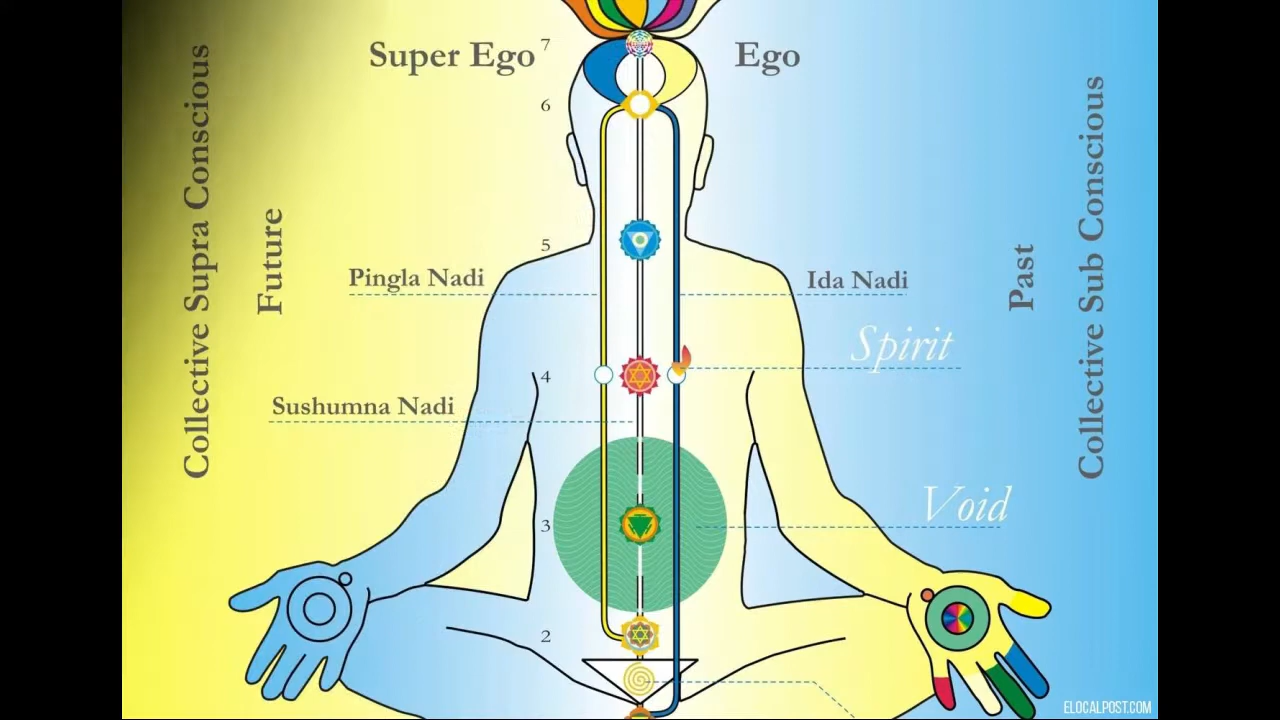 7
Super Ego
Ego
6
Collective Supra Conscious
Future
5
Pingla Nadi
Ida Nadi
Past
Collective Sub Conscious
Spirit
4
Sushumna Nadi
Void
3
2
ELOCALPOST.COM